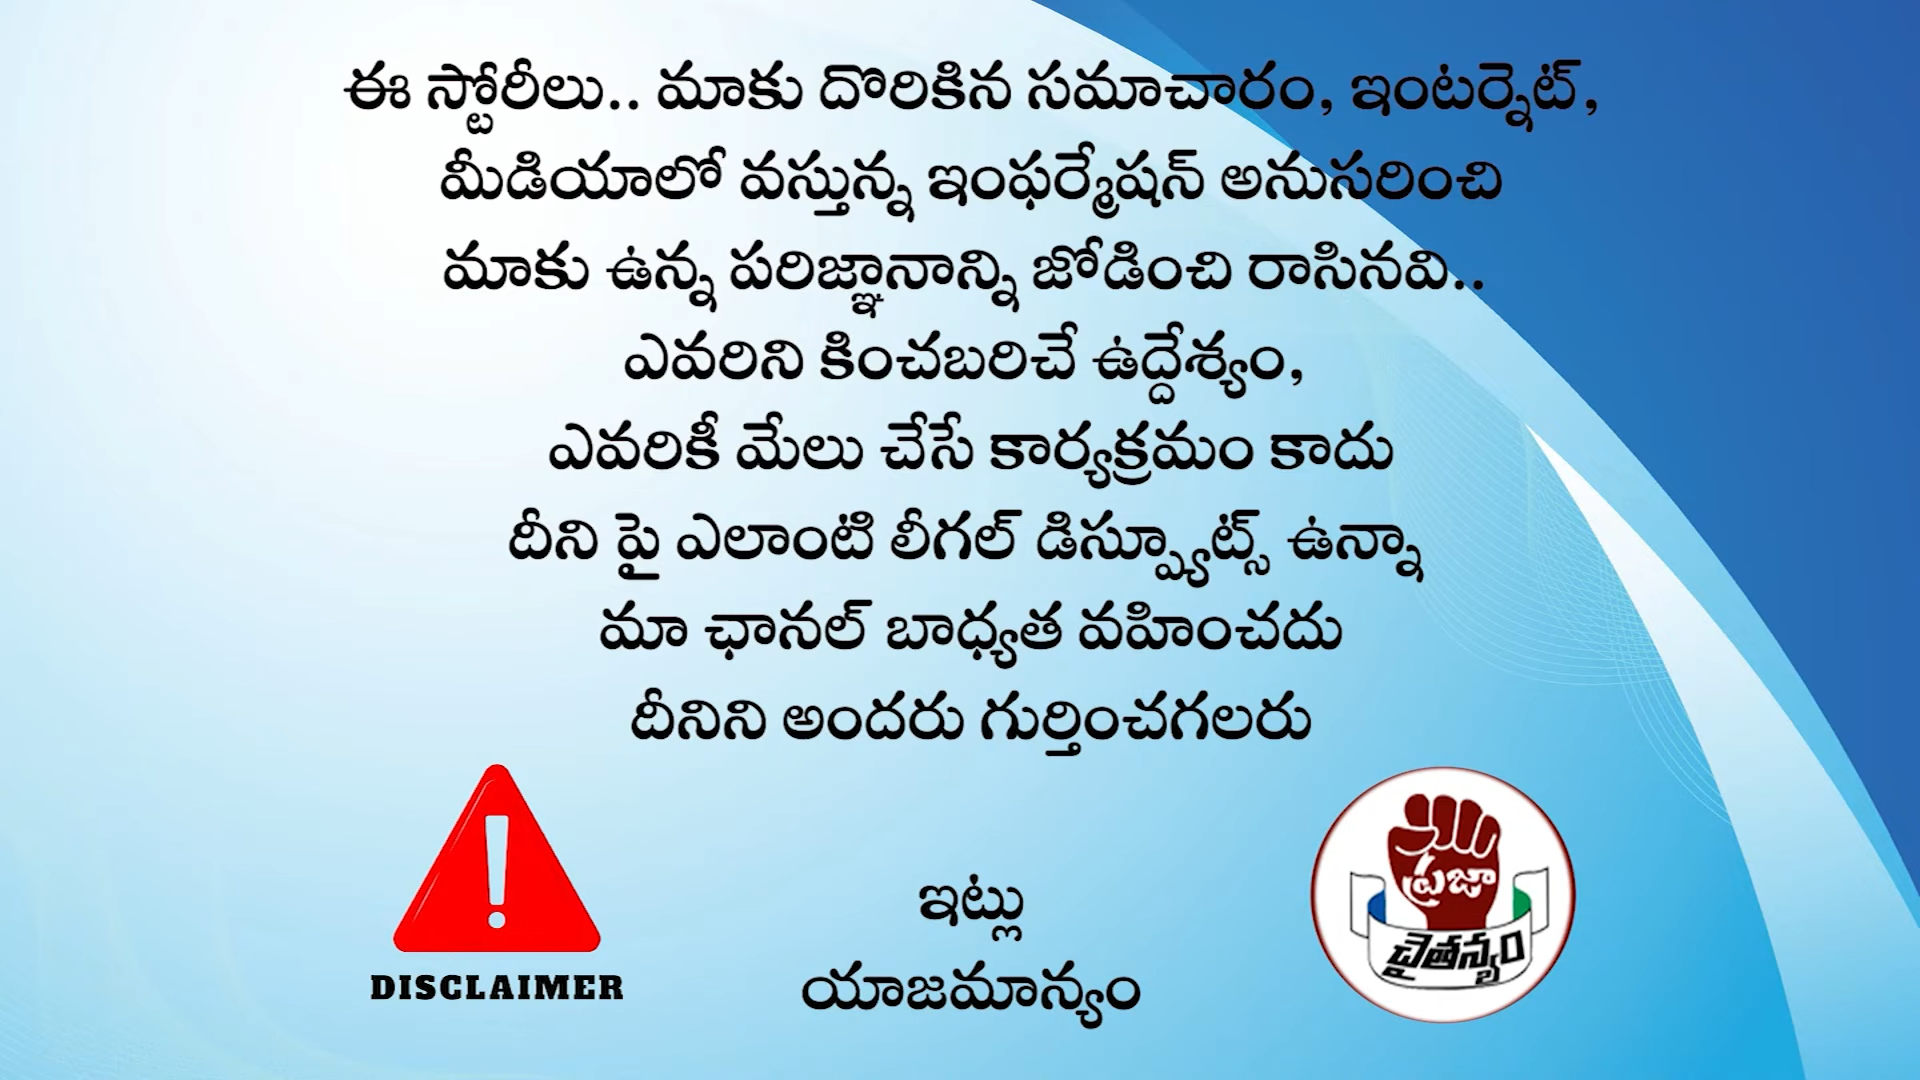 ఈ స్టోరీలు.. మాకు దొరికిన సమాచారం, ఇంటర్నెట్,
మీడియాలో వస్తున్న ఇంఫర్మేషన్ అనుసరించి
మాకు ఉన్న పరిజ్ఞానాన్ని జోడించి రాసినవి..
ఎవరిని కించబరిచే ఉద్దేశ్యం,
ఎవరికీ మేలు చేసే కార్యక్రమం కాదు
దీని పై ఎలాంటి లీగల్ డిస్ప్యూట్స్ ఉన్నా
మా ఛానల్ బాధ్యత వహించదు
దీనిని అందరు గుర్తించగలరు
ఇట్లు
యాజమాన్యం
DISCLAIMER
ప్రజా
చైతన్యం